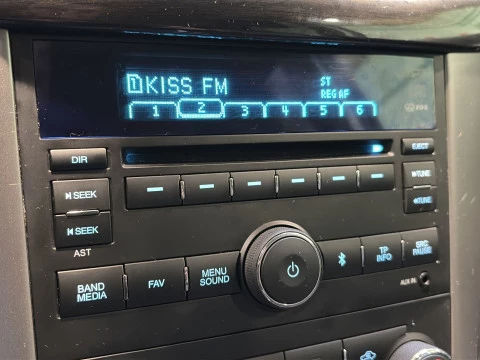 1 KISS FM
ST
REG AF
1 2 3 4 5 6
DIR
EJECT
SEEK
TUNE
SEEK
TUNE
AST
BAND MEDIA
FAV
MENU SOUND
TP INFO
SRC PAUSE
AUX IN